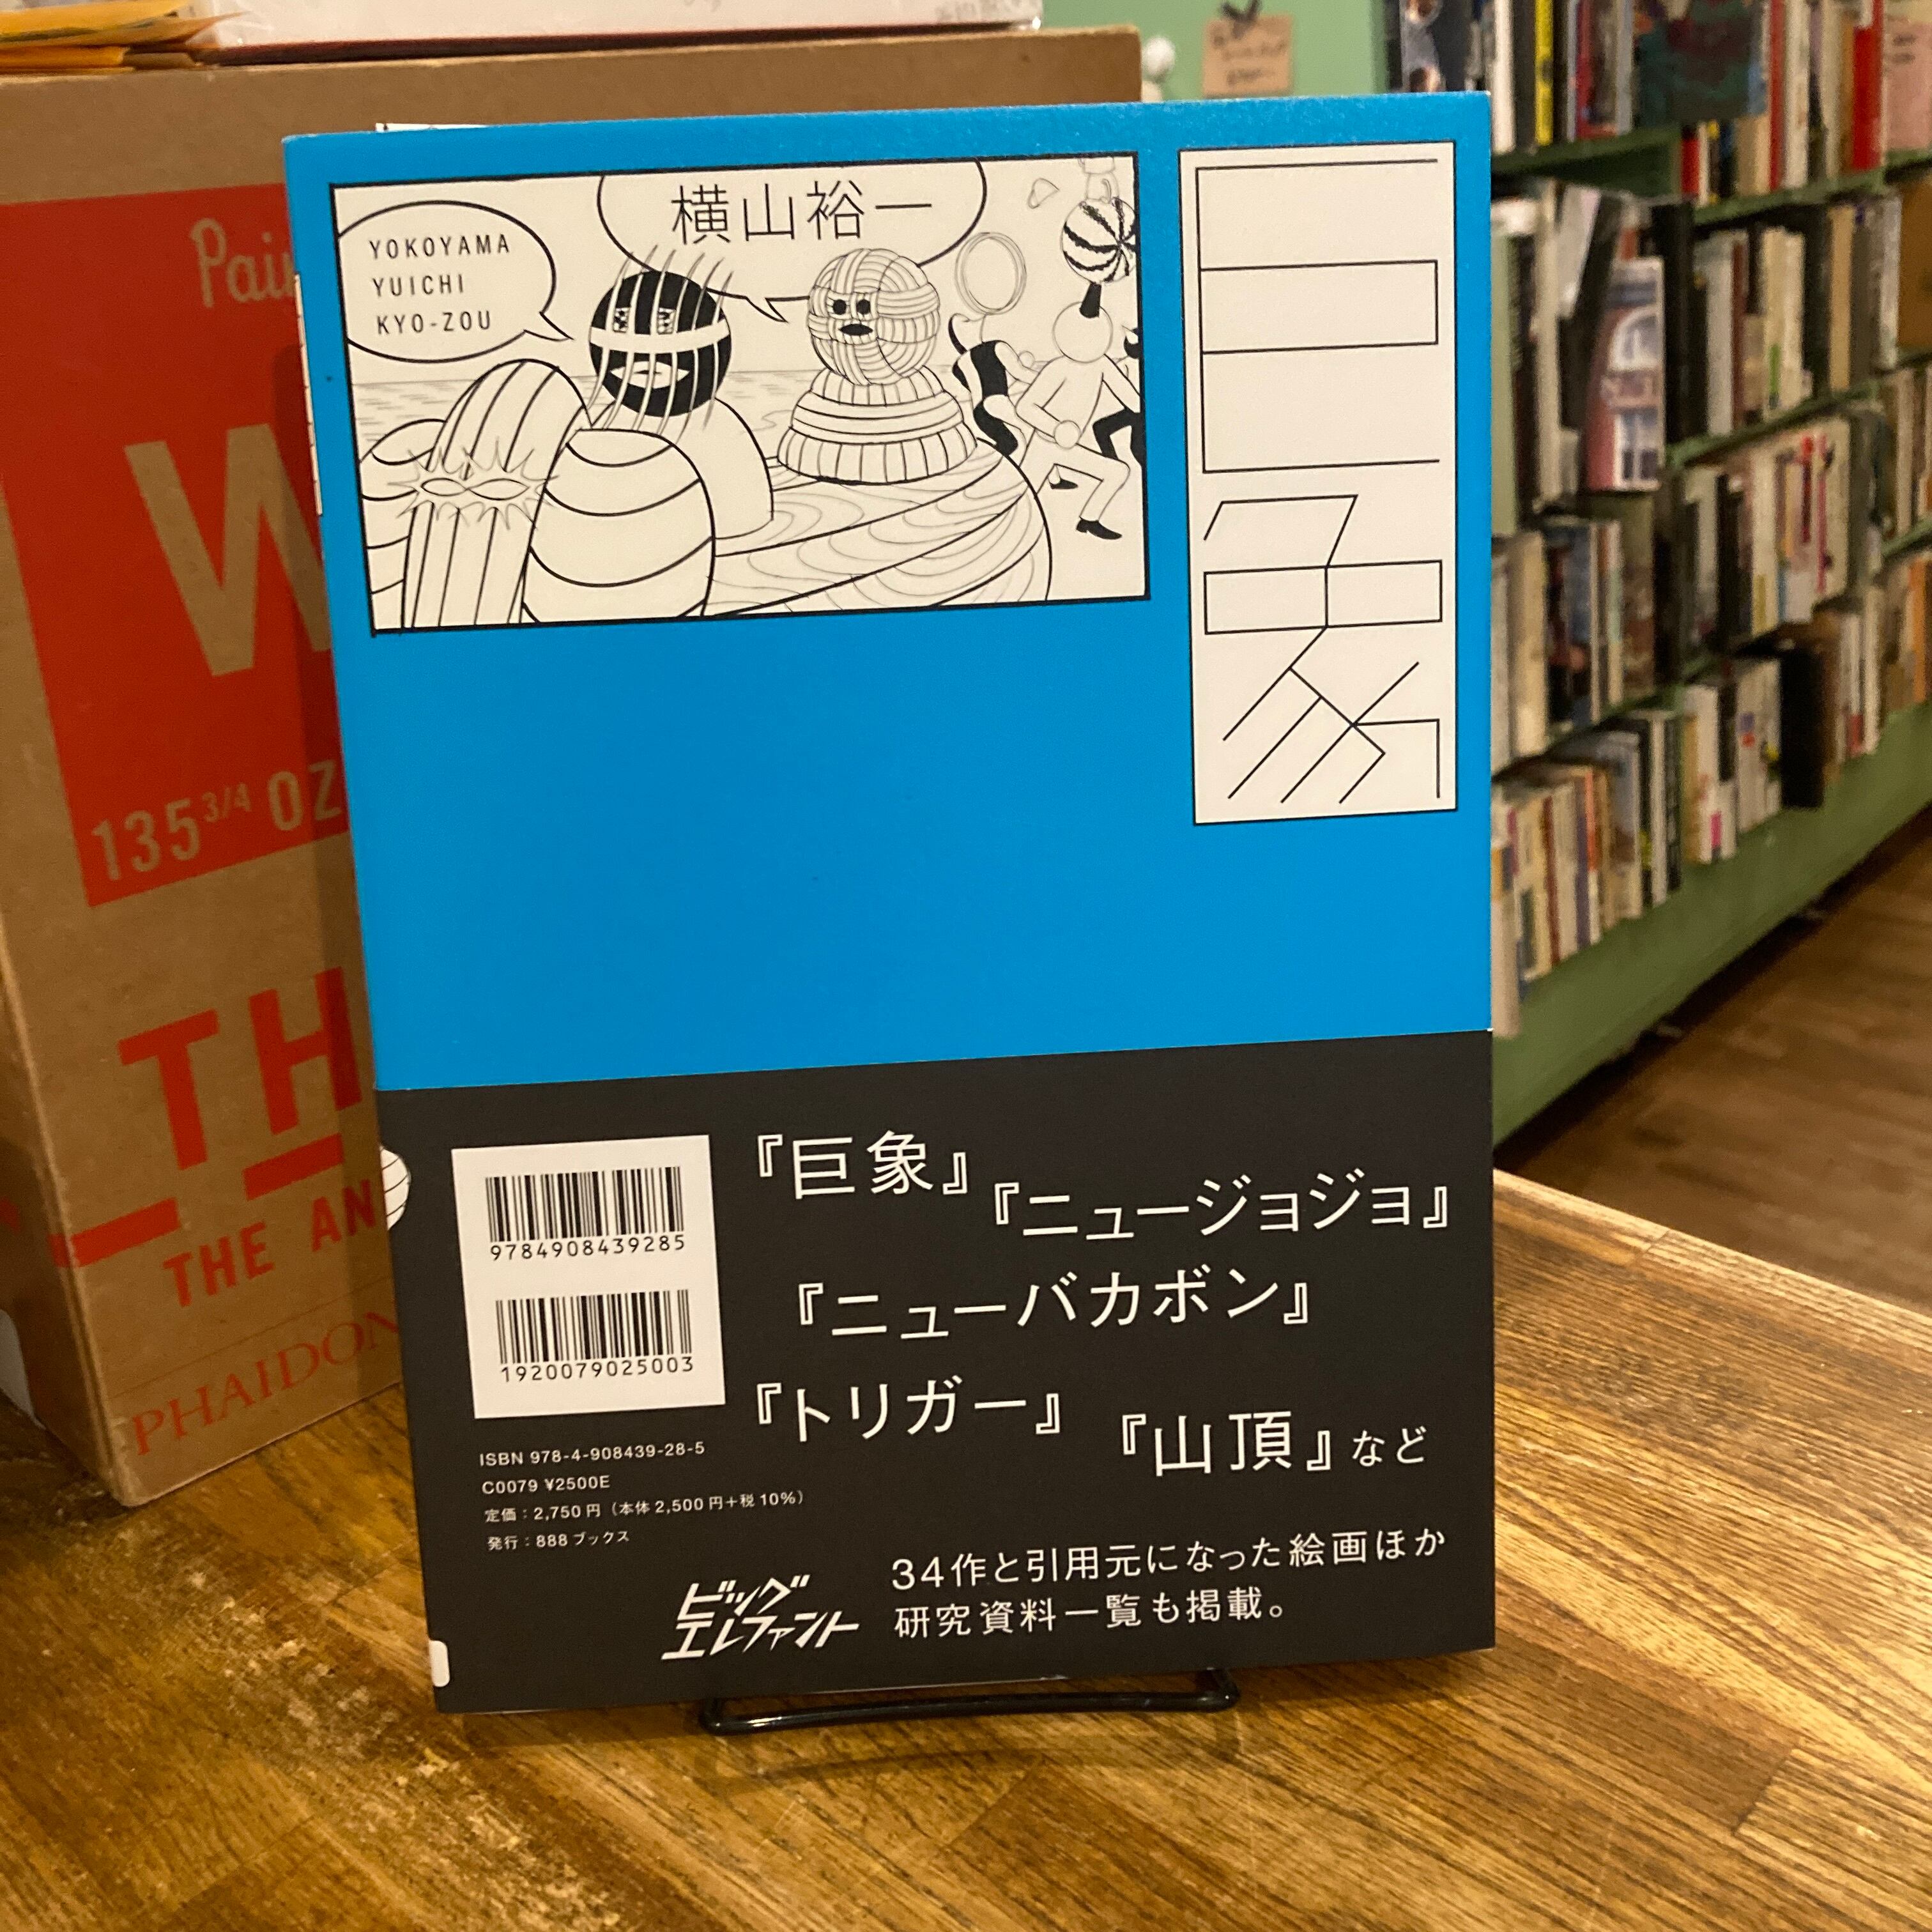 YOKOYAMA
YUICHI
KYO-ZOU
横山裕一
巨象
『巨象』
『ニュージョジョ』
『ニューバカボン』
『トリガー』
『山頂』など
9784908439285
1920079025003
ISBN 978-4-908439-28-5
C0079 ¥2500E
定価：2,750円（本体2,500円＋税10%）
発行：888ブックス
ビッグ
エレファント
34作と引用元になった絵画ほか
研究資料一覧も掲載。
135 3/4 OZ
TH
THE AN
PHAIDON